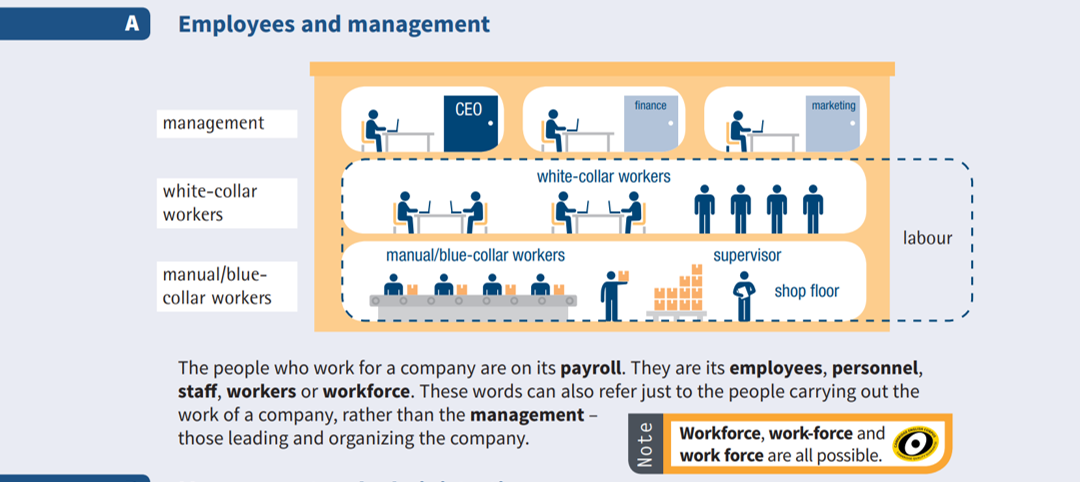 A
Employees and management
management
CEO
finance
marketing
white-collar
workers
white-collar workers
labour
manual/blue-
collar workers
manual/blue-collar workers
supervisor
shop floor
The people who work for a company are on its payroll. They are its employees, personnel,
staff, workers or workforce. These words can also refer just to the people carrying out the
work of a company, rather than the management –
those leading and organizing the company.
Note
Workforce, work-force and
work force are all possible.